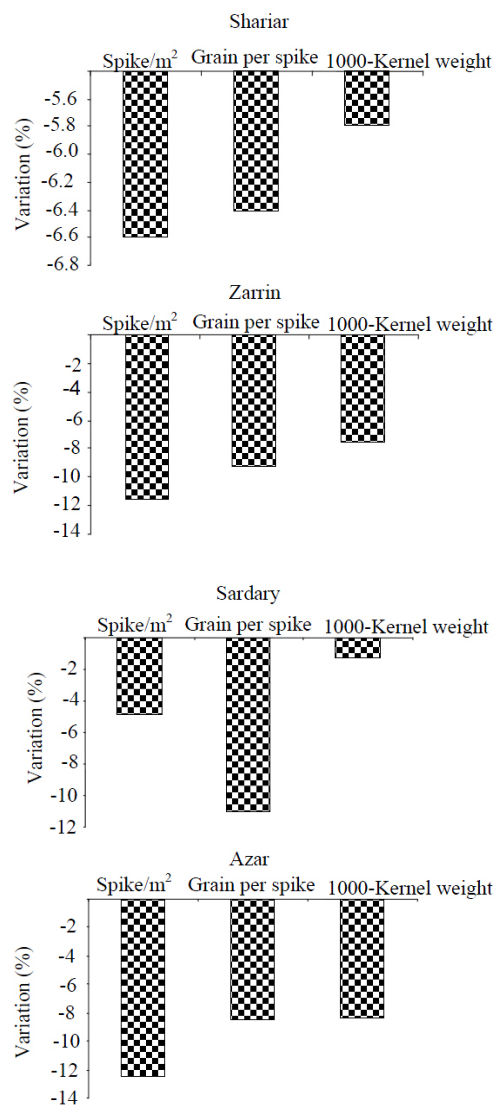 Shariar
Spike/m² Grain per spike 1000-Kernel weight
Variation (%)
-5.6
-5.8
-6.0
-6.2
-6.4
-6.6
-6.8
Zarrin
Spike/m² Grain per spike 1000-Kernel weight
Variation (%)
-2
-4
-6
-8
-10
-12
-14
Sardary
Spike/m² Grain per spike 1000-Kernel weight
Variation (%)
-2
-4
-6
-8
-10
-12
Azar
Spike/m² Grain per spike 1000-Kernel weight
Variation (%)
-2
-4
-6
-8
-10
-12
-14